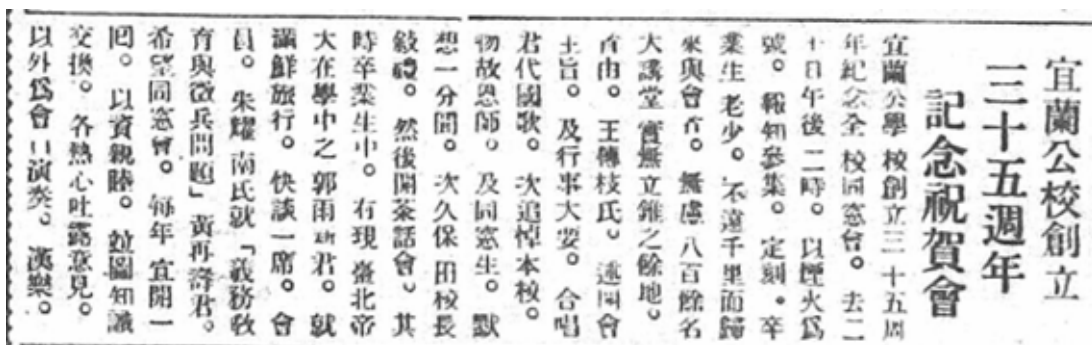 宜蘭公校創立
三十五週年
記念祝賀會
宜蘭公學校創立三十五周
年紀念全校同窓會。去二
十日午後二時。以煙火爲
號。報知參集。定刻。卒
業生老少。不遠千里而歸
來與會者。無慮八百餘名
大講堂實無立錐之餘地。
首由。王傳枝氏。述開會
主旨。及行事大要。合唱
君代國歌。次追悼本校。
物故恩師。及同窓生。默
想一分間。次久保田校長
敍禮。然後開茶話會。其
時卒業生中。有現臺北帝
大在學中之郭雨新君。就
滿鮮旅行。快談一席。會
員。朱耀南氏就「義務敎
育與徵兵問題」黃再壽君。
希望同窓會。每年宜開一
回。以資親睦。並圖知識
交換。各熱心吐露意見。
以外爲會口演奏。漢樂。